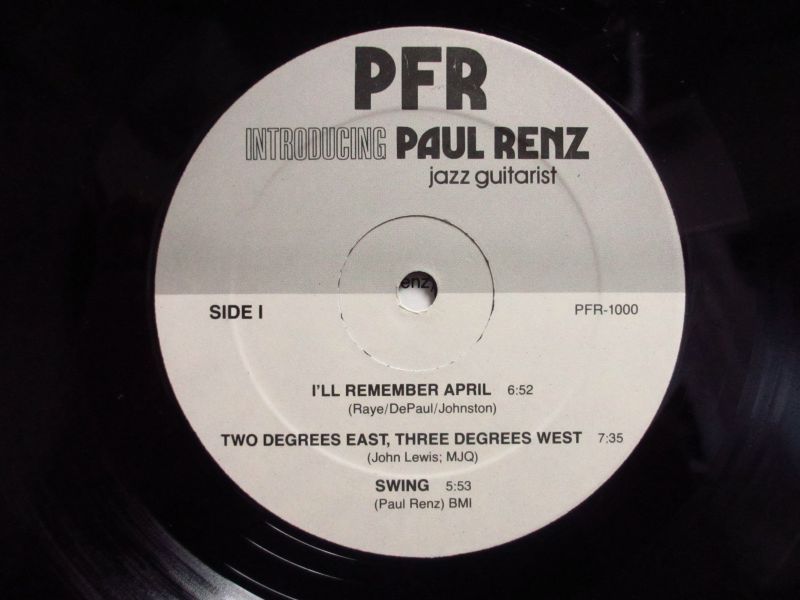 PFR
INTRODUCING PAUL RENZ
jazz guitarist
enz,
SIDE I
PFR-1000
I'LL REMEMBER APRIL 6:52
(Raye/DePaul/Johnston)
TWO DEGREES EAST, THREE DEGREES WEST 7:35
(John Lewis; MJQ)
SWING 5:53
(Paul Renz) BMI